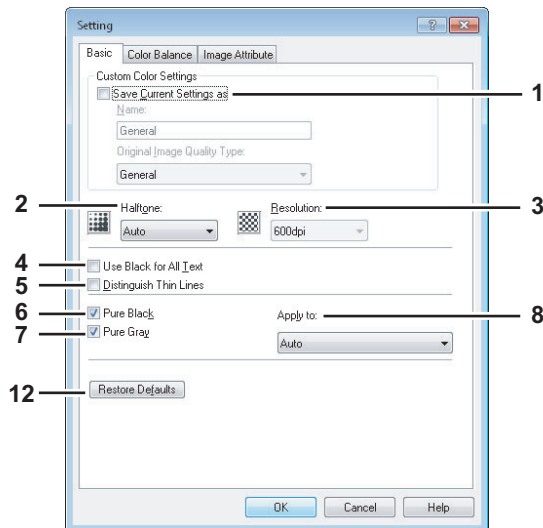 Setting
Basic Color Balance Image Attribute
Custom Color Settings
Save Current Settings as 1
Name:
General
Original Image Quality Type:
General
2 Halftone: Resolution: 3
Auto 600dpi
4 Use Black for All Text
5 Distinguish Thin Lines
6 Pure Black Apply to: 8
7 Pure Gray
Auto
12 Restore Defaults
OK Cancel Help